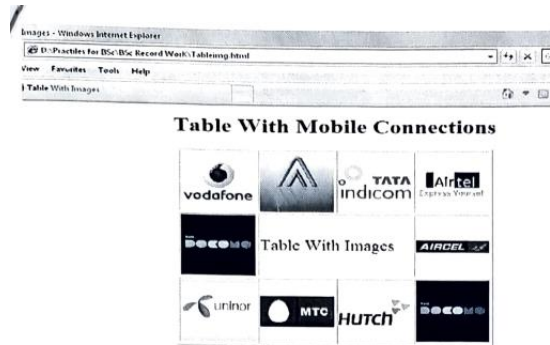 Images - Windows Internet Explorer
D:\Practiles for BSc\BSc Record Work\Tableimg.html
View Favorites Tools Help
Table With Images
Table With Mobile Connections
vodafone
TATA
indicom
Airtel
Express Yourself
DOCOMO
Table With Images
AIRCEL
uninor
MTC
HUTCH
DOCOMO